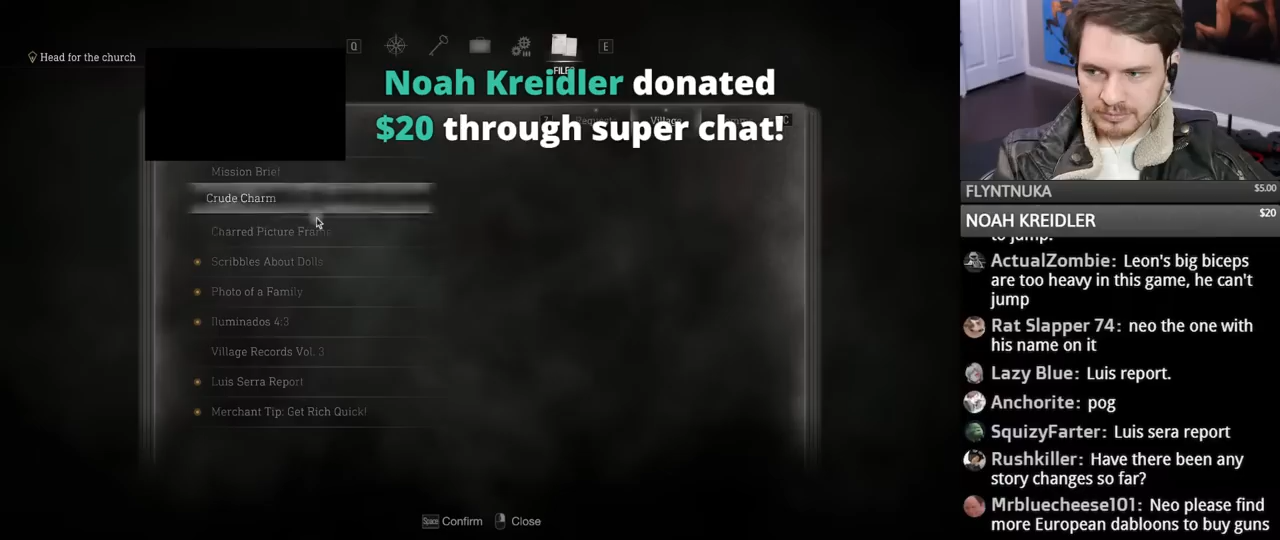 Head for the church
Q
E
FILES
Noah Kreidler donated
$20 through super chat!
Z
Request
Village
C
Mission Brief
Crude Charm
Charred Picture Frame
Scribbles About Dolls
Photo of a Family
Iluminados 4:3
Village Records Vol. 3
Luis Serra Report
Merchant Tip: Get Rich Quick!
Space Confirm
Close
FLYNTNUKA $5.00
NOAH KREIDLER $20
to jump.
ActualZombie: Leon's big biceps
are too heavy in this game, he can't
jump
Rat Slapper 74: neo the one with
his name on it
Lazy Blue: Luis report.
Anchorite: pog
SquizyFarter: Luis sera report
Rushkiller: Have there been any
story changes so far?
Mrbluecheese101: Neo please find
more European dabloons to buy guns